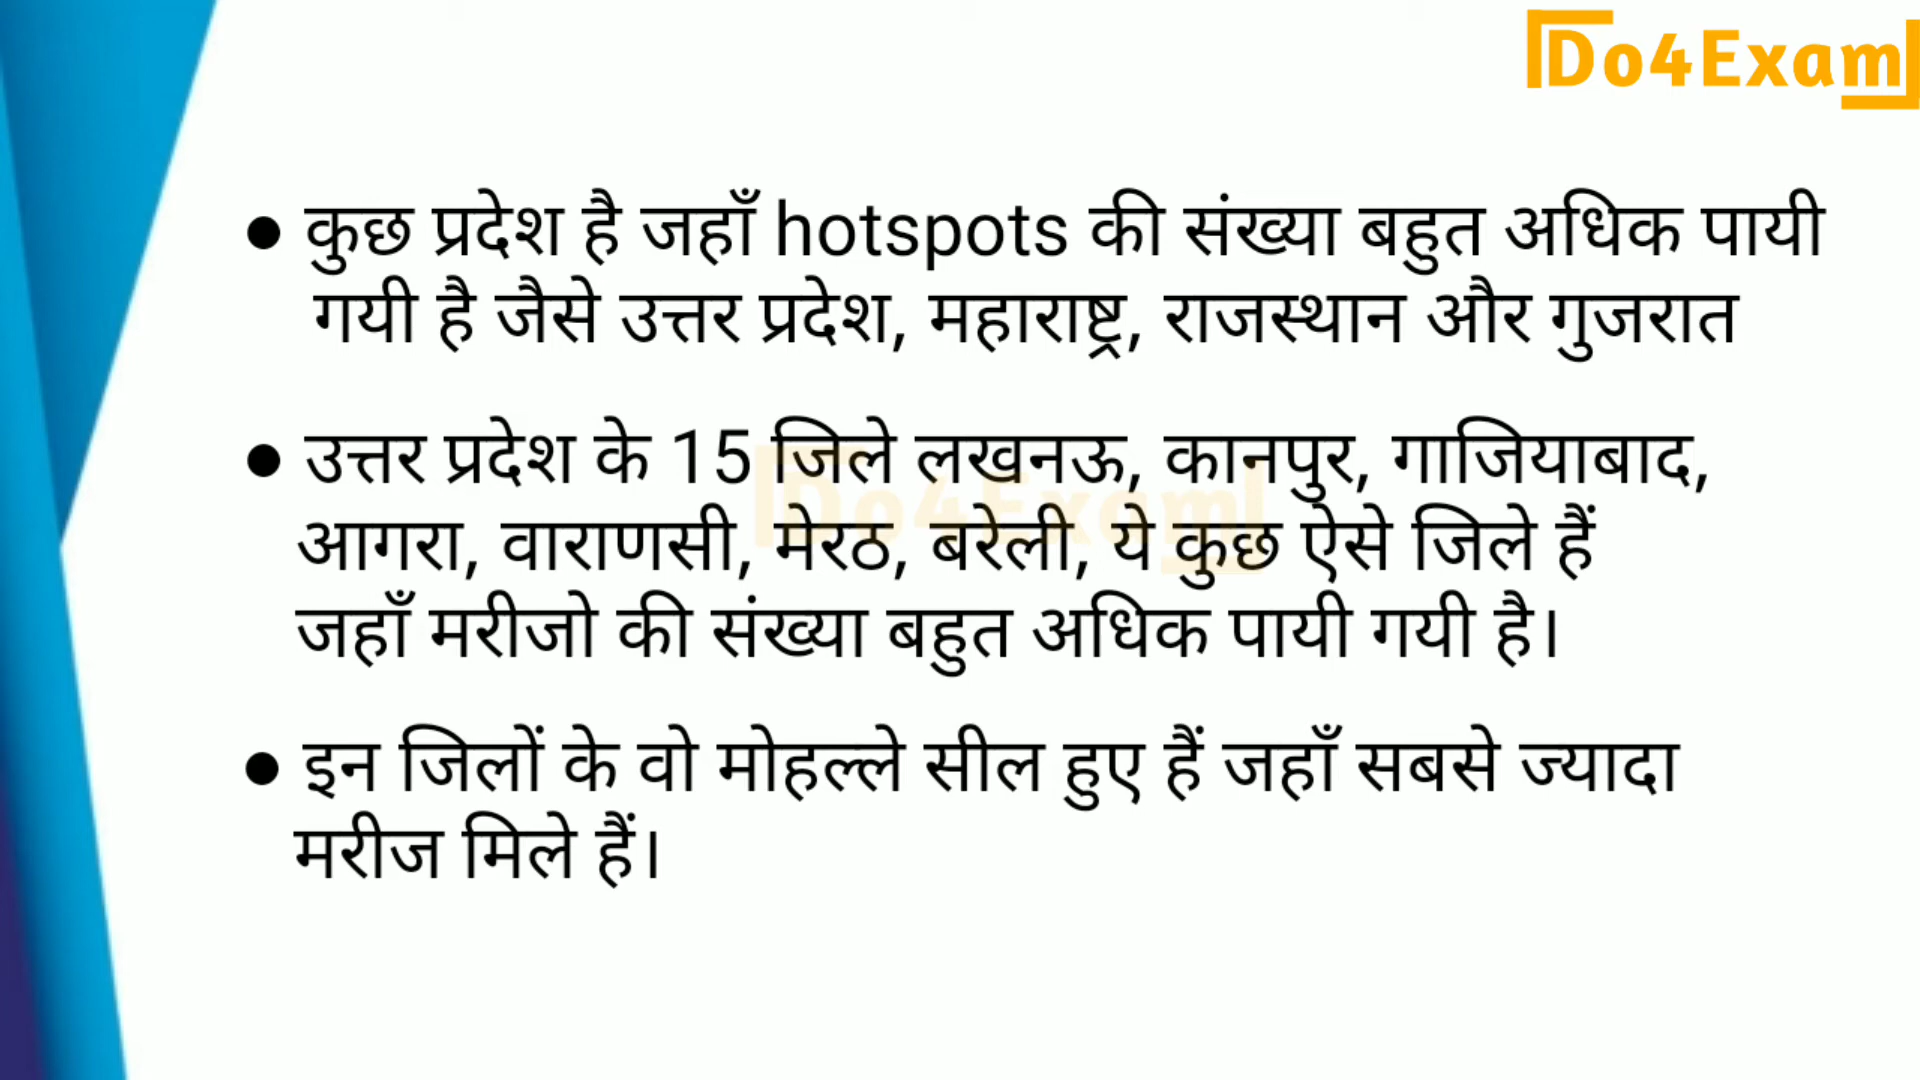 Do4Exam
● कुछ प्रदेश है जहाँ hotspots की संख्या बहुत अधिक पायी
गयी है जैसे उत्तर प्रदेश, महाराष्ट्र, राजस्थान और गुजरात
● उत्तर प्रदेश के 15 जिले लखनऊ, कानपुर, गाजियाबाद,
आगरा, वाराणसी, मेरठ, बरेली, ये कुछ ऐसे जिले हैं
जहाँ मरीजो की संख्या बहुत अधिक पायी गयी है।
● इन जिलों के वो मोहल्ले सील हुए हैं जहाँ सबसे ज्यादा
मरीज मिले हैं।
Do4Exam